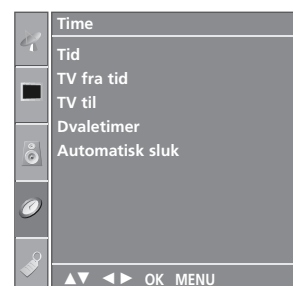 Time
Tid
TV fra tid
TV til
Dvaletimer
Automatisk sluk
▲▼ ◄► OK MENU